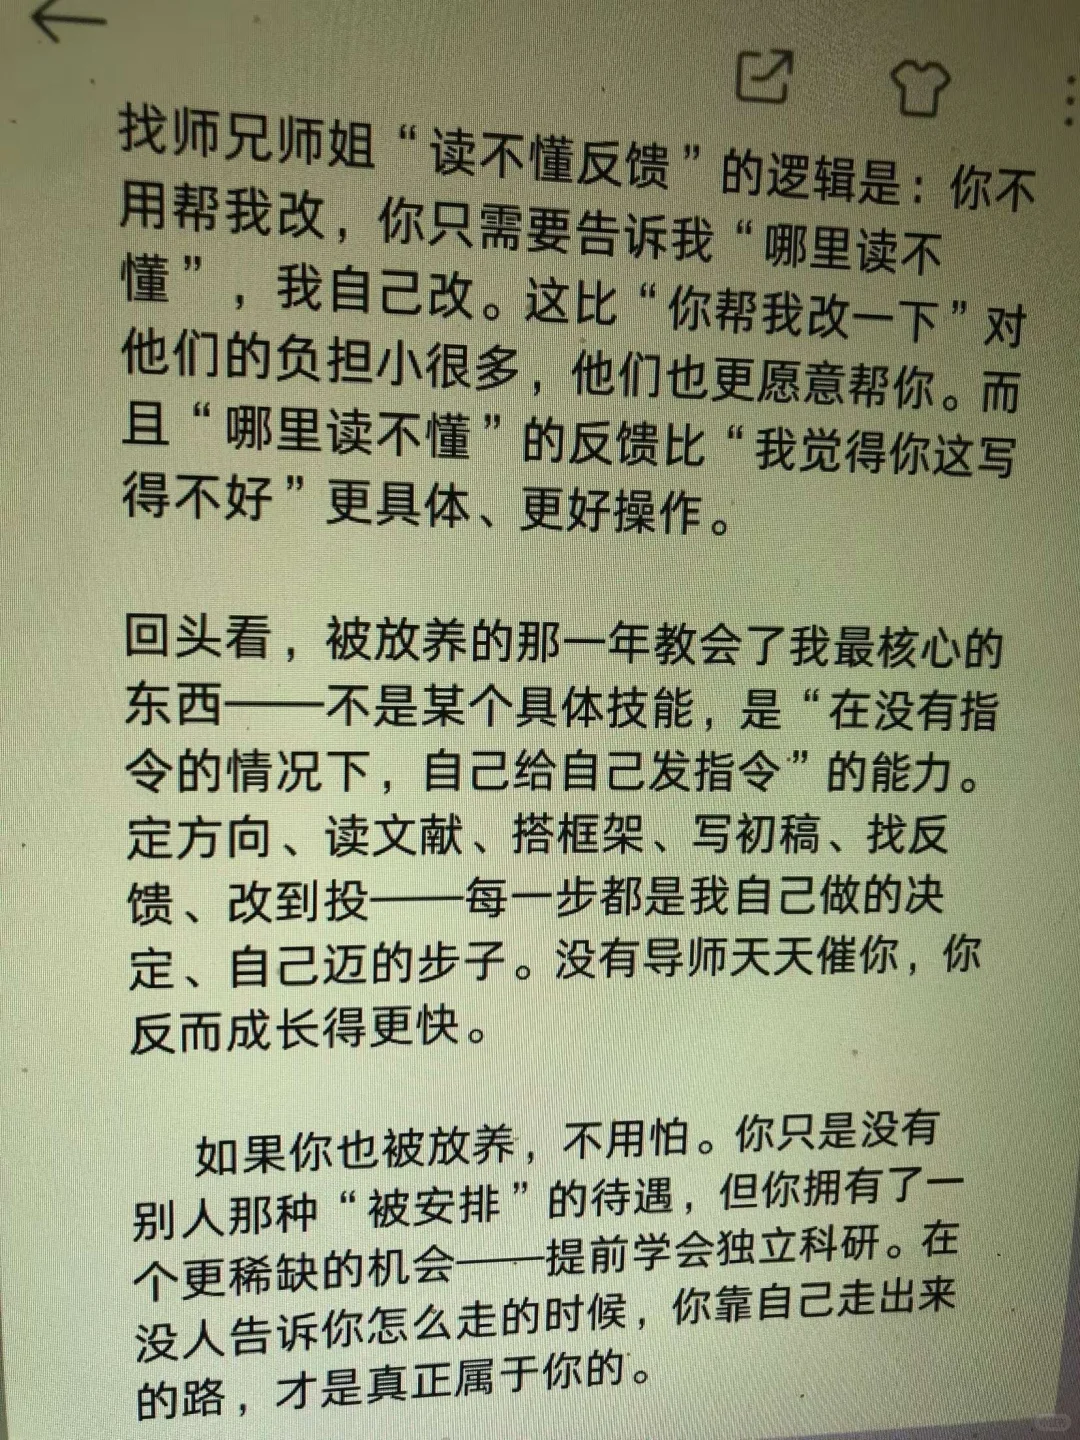 找师兄师姐“读不懂反馈”的逻辑是：你不
用帮我改，你只需要告诉我“哪里读不
懂”，我自己改。这比“你帮我改一下”对
他们的负担小很多，他们也更愿意帮你。而
且“哪里读不懂”的反馈比“我觉得你这写
得不好”更具体、更好操作。
回头看，被放养的那一年教会了我最核心的
东西——不是某个具体技能，是“在没有指
令的情况下，自己给自己发指令”的能力。
定方向、读文献、搭框架、写初稿、找反
馈、改到投——每一步都是我自己做的决
定、自己迈的步子。没有导师天天催你，你
反而成长得更快。
如果你也被放养，不用怕。你只是没有
别人那种“被安排”的待遇，但你拥有了一
个更稀缺的机会——提前学会独立科研。在
没人告诉你怎么走的时候，你靠自己走出来
的路，才是真正属于你的。